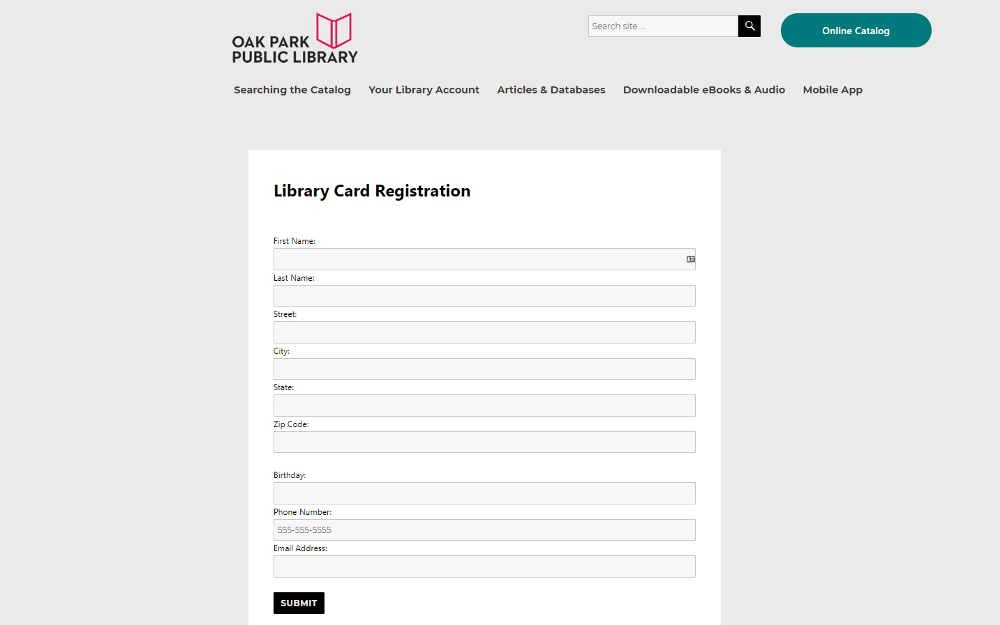 OAK PARK
PUBLIC LIBRARY
Search site ...
Online Catalog
Searching the Catalog
Your Library Account
Articles & Databases
Downloadable eBooks & Audio
Mobile App
Library Card Registration
First Name:
Last Name:
Street:
City:
State:
Zip Code:
Birthday:
Phone Number:
555-555-5555
Email Address:
SUBMIT